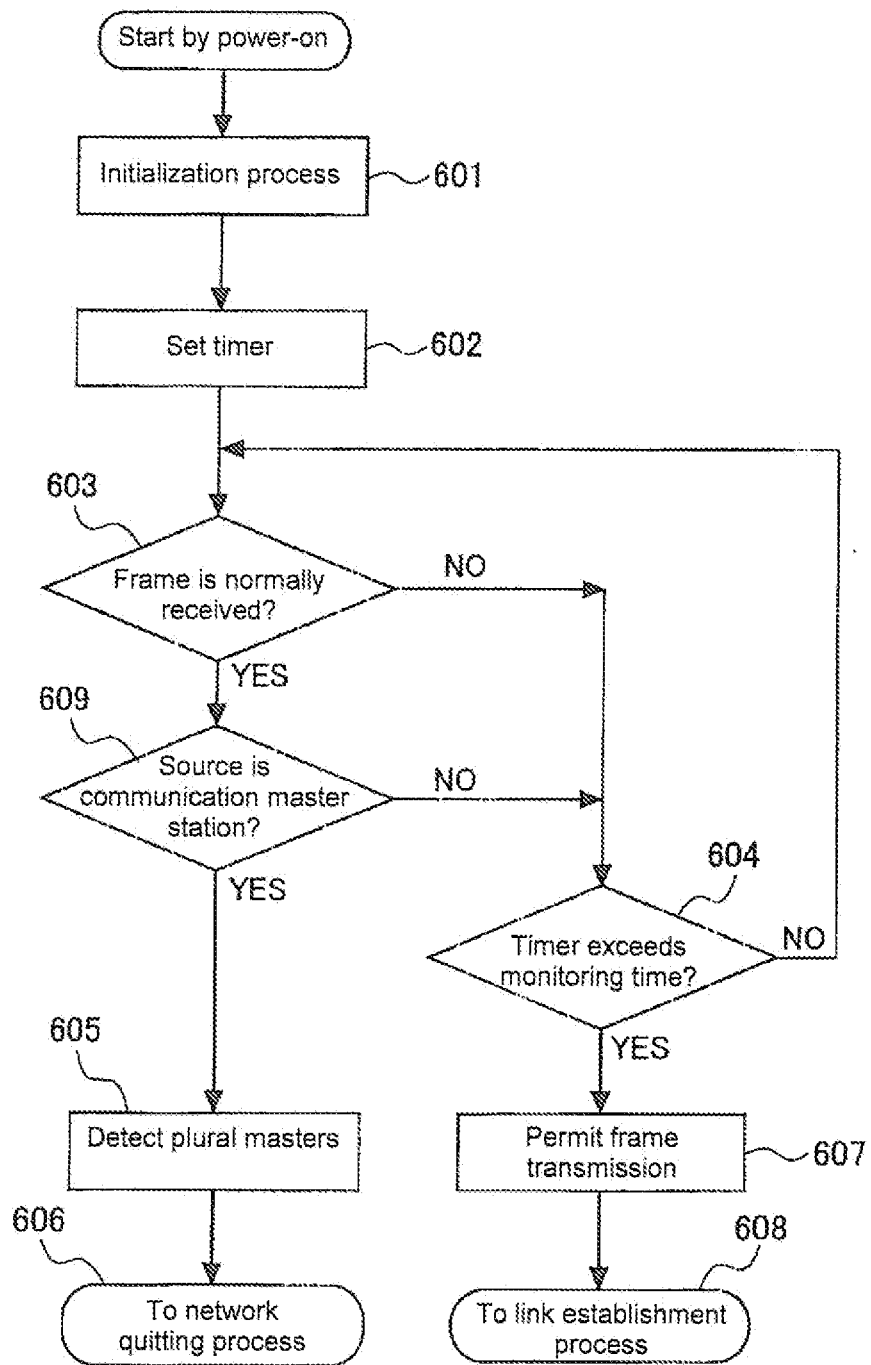 Start by power-on
Initialization process
601
Set timer
602
603
Frame is normally
received?
NO
YES
609
Source is
communication master
station?
NO
YES
604
Timer exceeds
monitoring time?
NO
YES
605
Detect plural masters
Permit frame
transmission
607
606
To network
quitting process
608
To link establishment
process